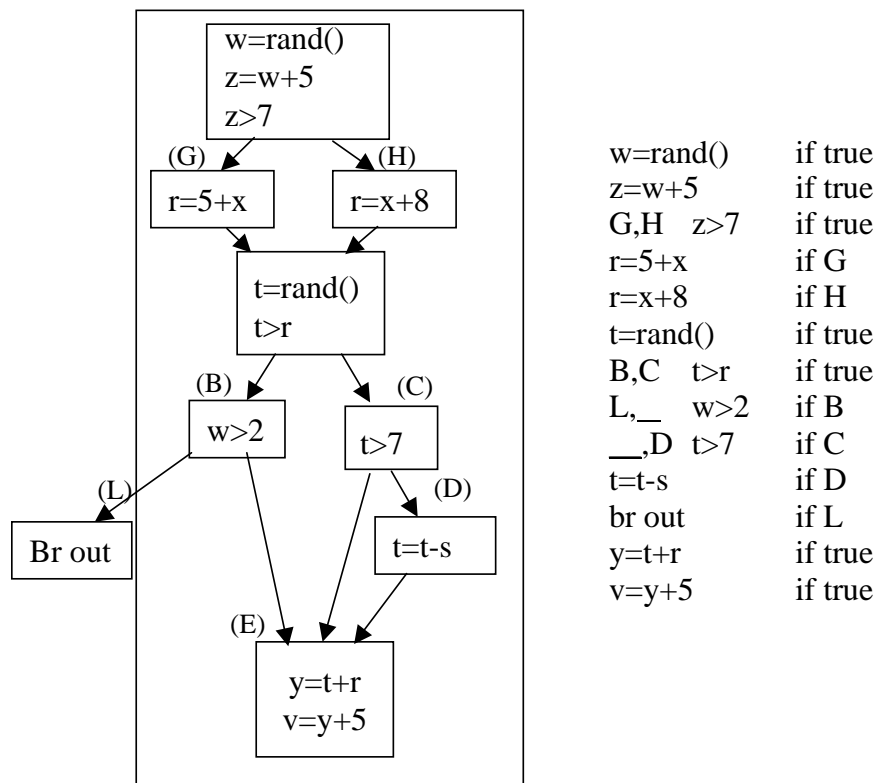 w=rand()
z=w+5
z>7
(G)
(H)
r=5+x
r=x+8
t=rand()
t>r
(B)
(C)
w>2
t>7
(L)
(D)
Br out
t=t-s
(E)
y=t+r
v=y+5
w=rand() if true
z=w+5 if true
G,H z>7 if true
r=5+x if G
r=x+8 if H
t=rand() if true
B,C t>r if true
L,__ w>2 if B
__,D t>7 if C
t=t-s if D
br out if L
y=t+r if true
v=y+5 if true